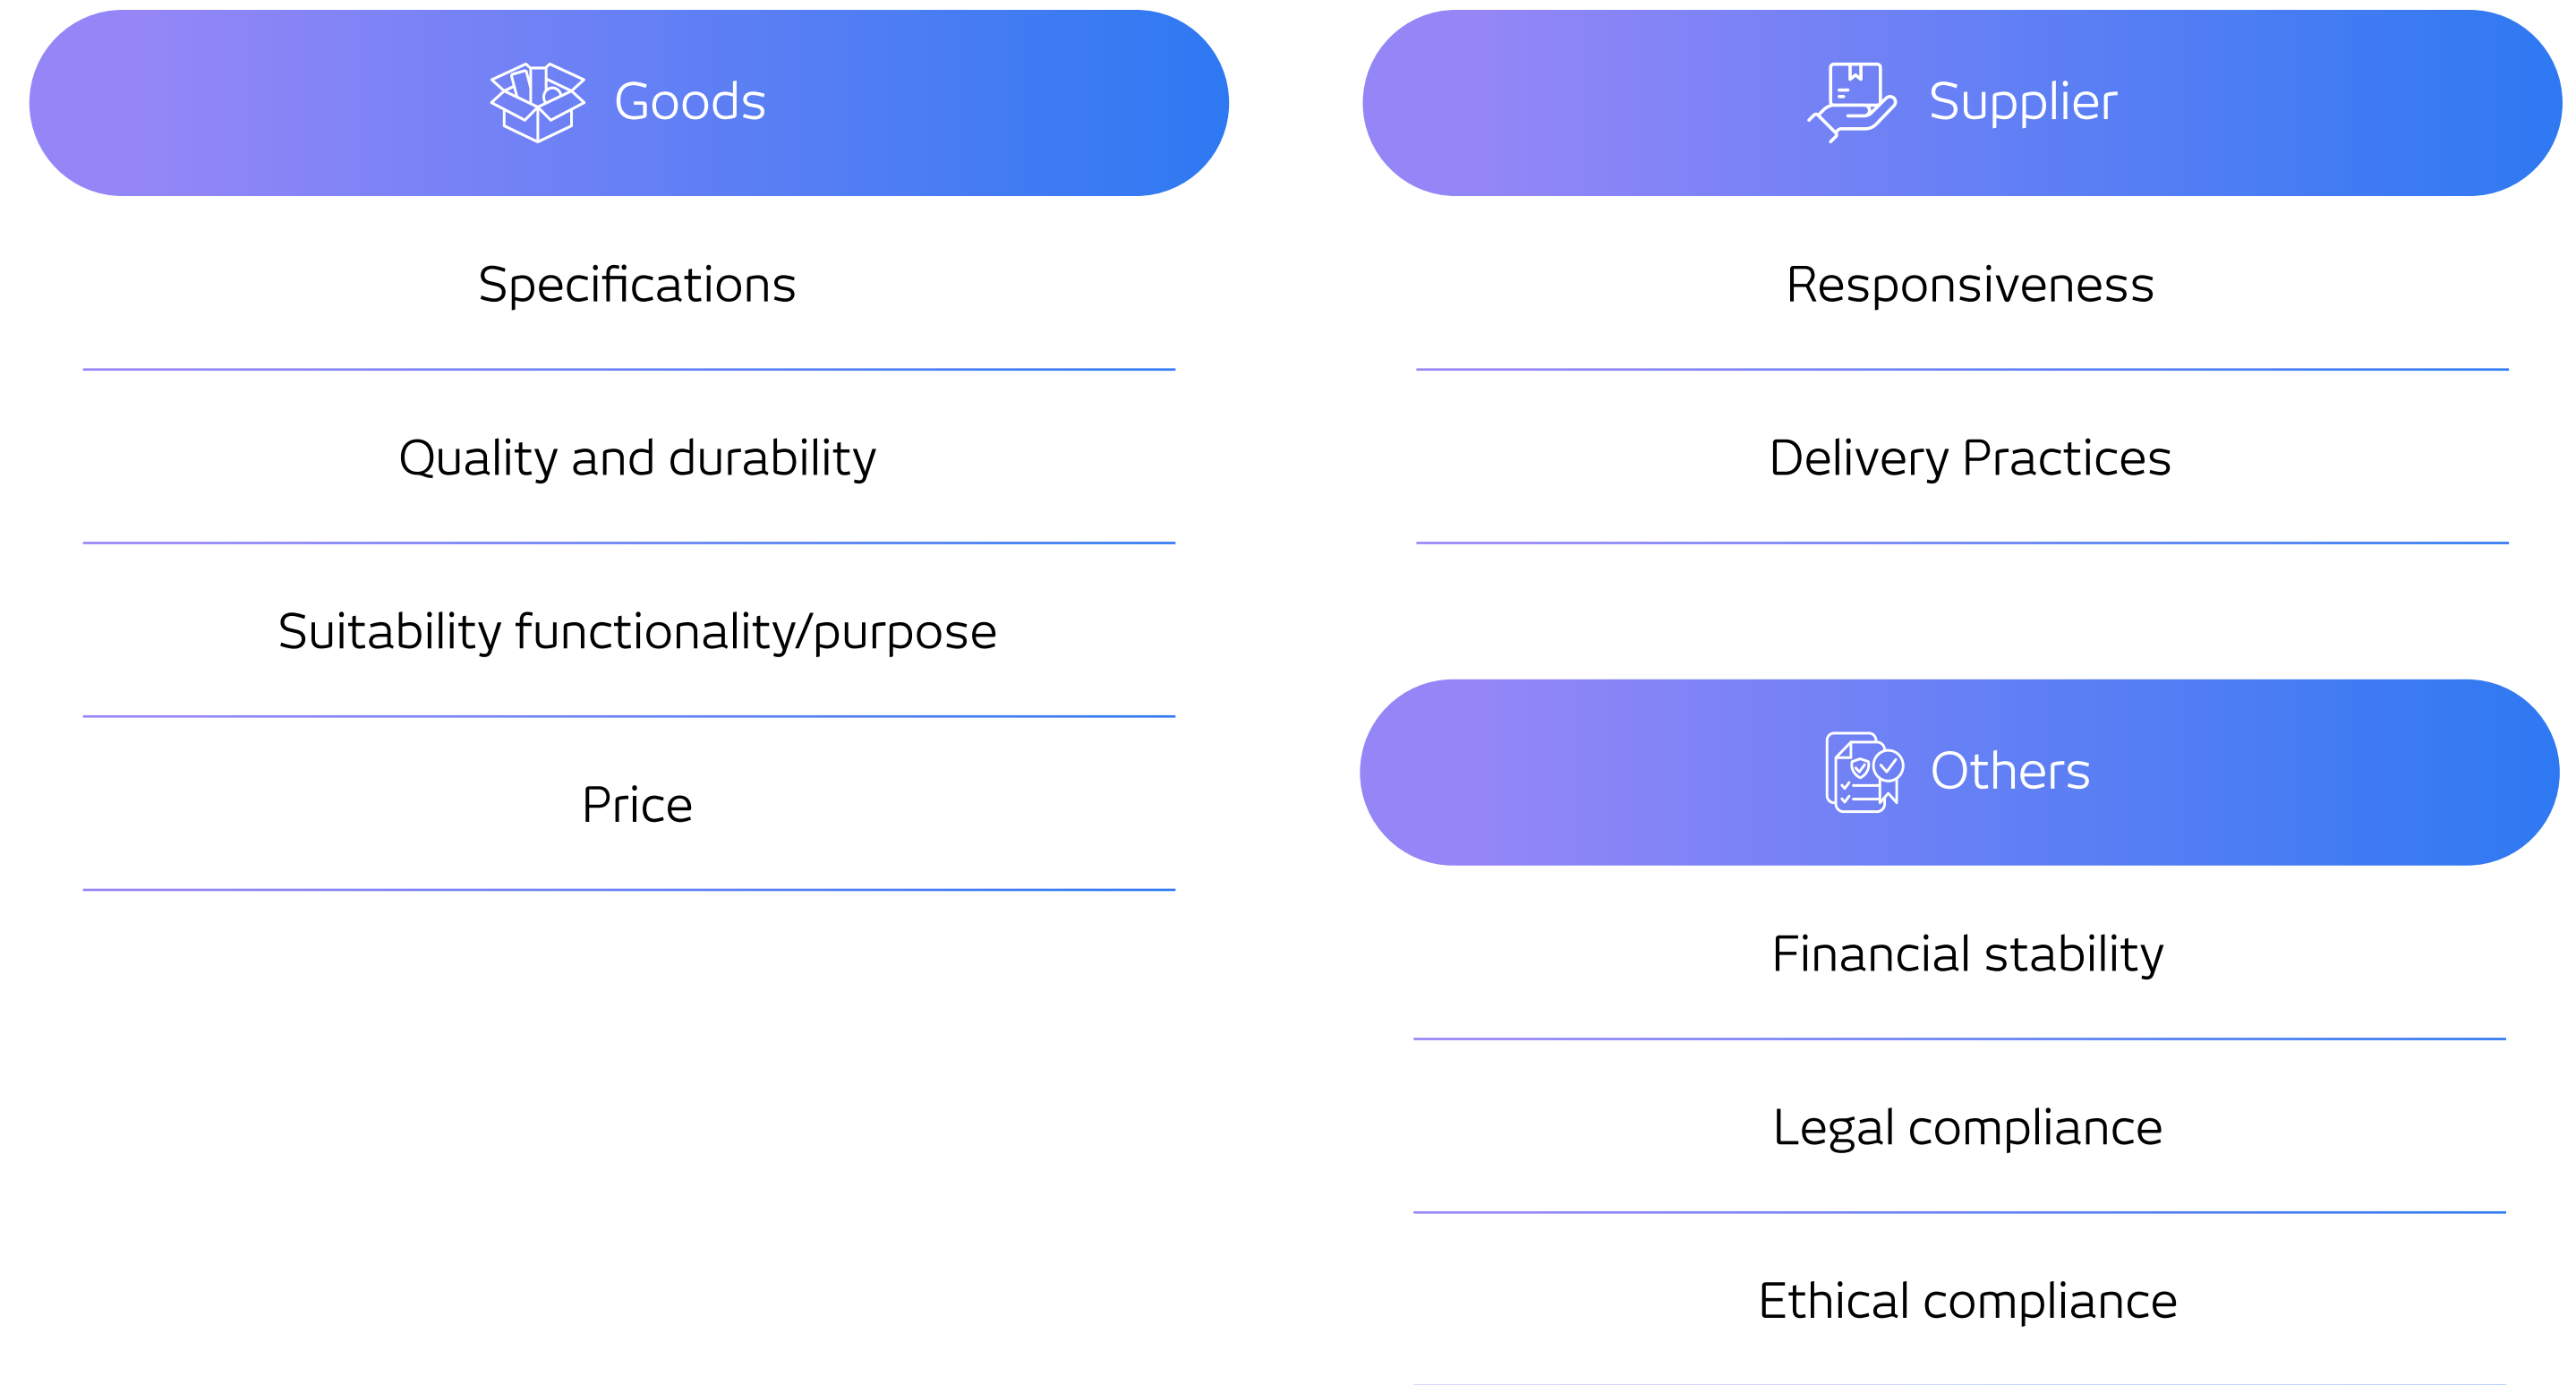 Goods
Specifications
Quality and durability
Suitability functionality/purpose
Price
Supplier
Responsiveness
Delivery Practices
Others
Financial stability
Legal compliance
Ethical compliance